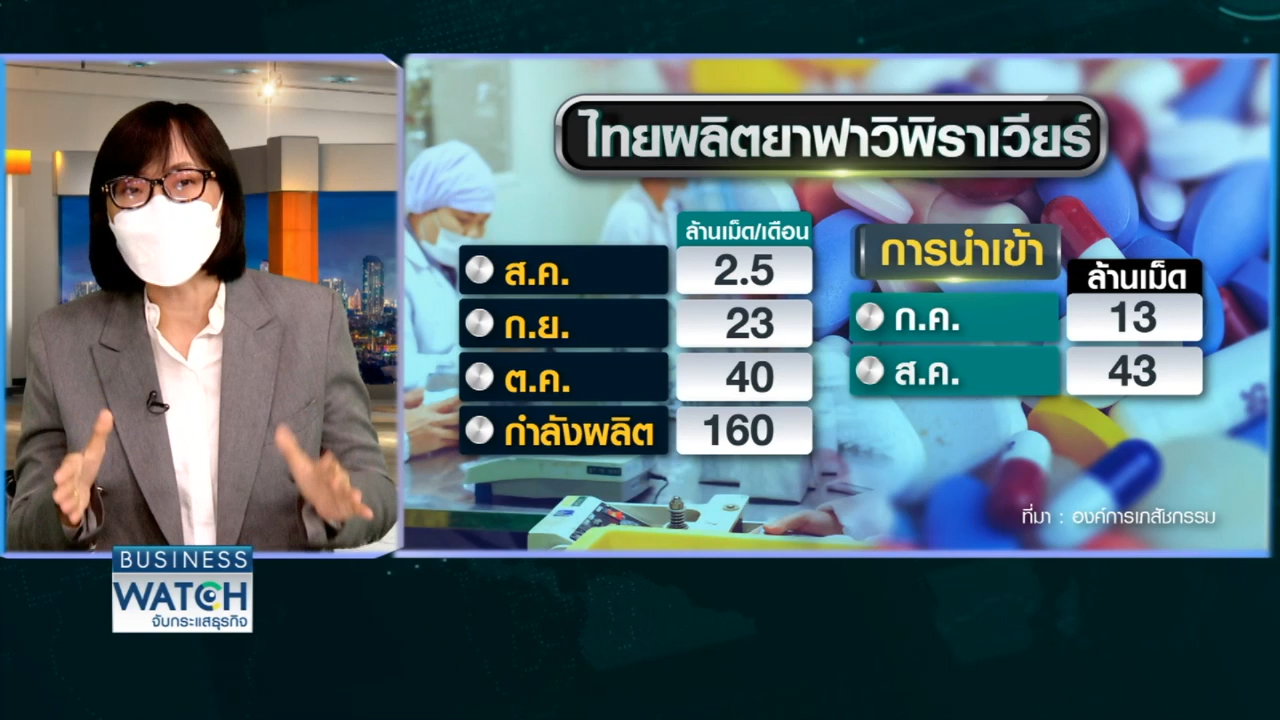 ไทยผลิตยาฟาวิพิราเวียร์
ล้านเม็ด/เดือน
ส.ค. 2.5
ก.ย. 23
ต.ค. 40
กำลังผลิต 160
การนำเข้า
ล้านเม็ด
ก.ค. 13
ส.ค. 43
ที่มา : องค์การเภสัชกรรม
BUSINESS
WATCH
จับกระแสธุรกิจ